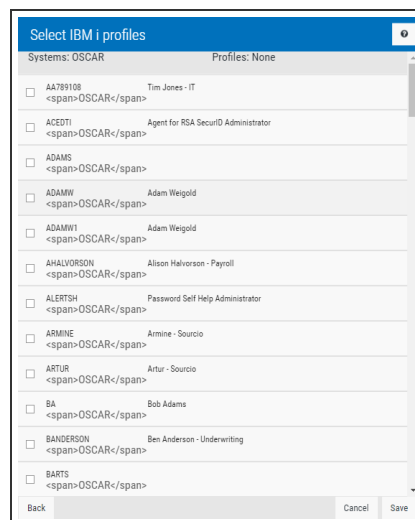 Select IBM i profiles
Systems: OSCAR Profiles: None
AA789108 Tim Jones - IT
<span>OSCAR</span>
ACEDTI Agent for RSA SecurID Administrator
<span>OSCAR</span>
ADAMS
<span>OSCAR</span>
ADAMW Adam Weigold
<span>OSCAR</span>
ADAMW1 Adam Weigold
<span>OSCAR</span>
AHALVORSON Alison Halvorson - Payroll
<span>OSCAR</span>
ALERTSH Password Self Help Administrator
<span>OSCAR</span>
ARMINE Armine - Sourcio
<span>OSCAR</span>
ARTUR Artur - Sourcio
<span>OSCAR</span>
BA Bob Adams
<span>OSCAR</span>
BANDERSON Ben Anderson - Underwriting
<span>OSCAR</span>
BARTS
<span>OSCAR</span>
Back Cancel Save